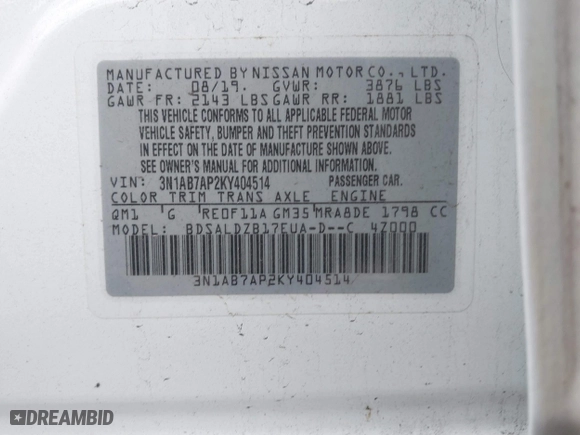 MANUFACTURED BY NISSAN MOTOR CO., LTD.
DATE: 08/19. GVWR: 3876 LBS
GAWR FR: 2143 LBS GAWR RR: 1881 LBS
THIS VEHICLE CONFORMS TO ALL APPLICABLE FEDERAL MOTOR
VEHICLE SAFETY, BUMPER AND THEFT PREVENTION STANDARDS
IN EFFECT ON THE DATE OF MANUFACTURE SHOWN ABOVE.
SEE OWNER'S MANUAL FOR ADDITIONAL INFORMATION.
VIN: 3N1AB7AP2KY404514 PASSENGER CAR.
COLOR TRIM TRANS AXLE ENGINE
QM1 G RE0F11A GM35 MRA8DE 1798 CC
MODEL: BDSALDZB17EUA-D--C 4Z000
3N1AB7AP2KY404514
DREAMBID